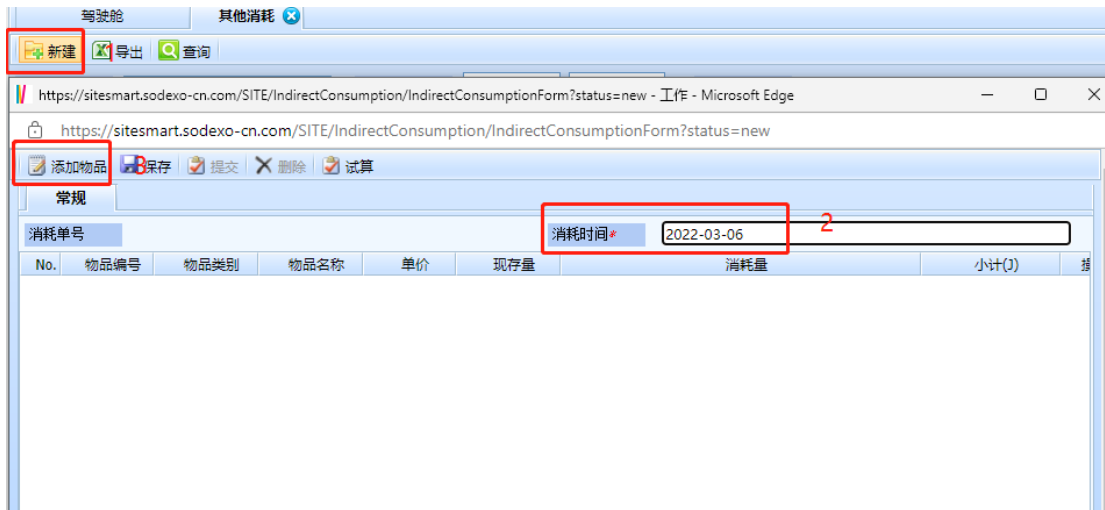 驾驶舱 其他消耗
新建 导出 查询
https://sitesmart.sodexo-cn.com/SITE/IndirectConsumption/IndirectConsumptionForm?status=new - 工作 - Microsoft Edge
https://sitesmart.sodexo-cn.com/SITE/IndirectConsumption/IndirectConsumptionForm?status=new
添加物品 3 保存 提交 删除 试算
常规
消耗单号 消耗时间* 2022-03-06 2
No. 物品编号 物品类别 物品名称 单价 现存量 消耗量 小计(J)